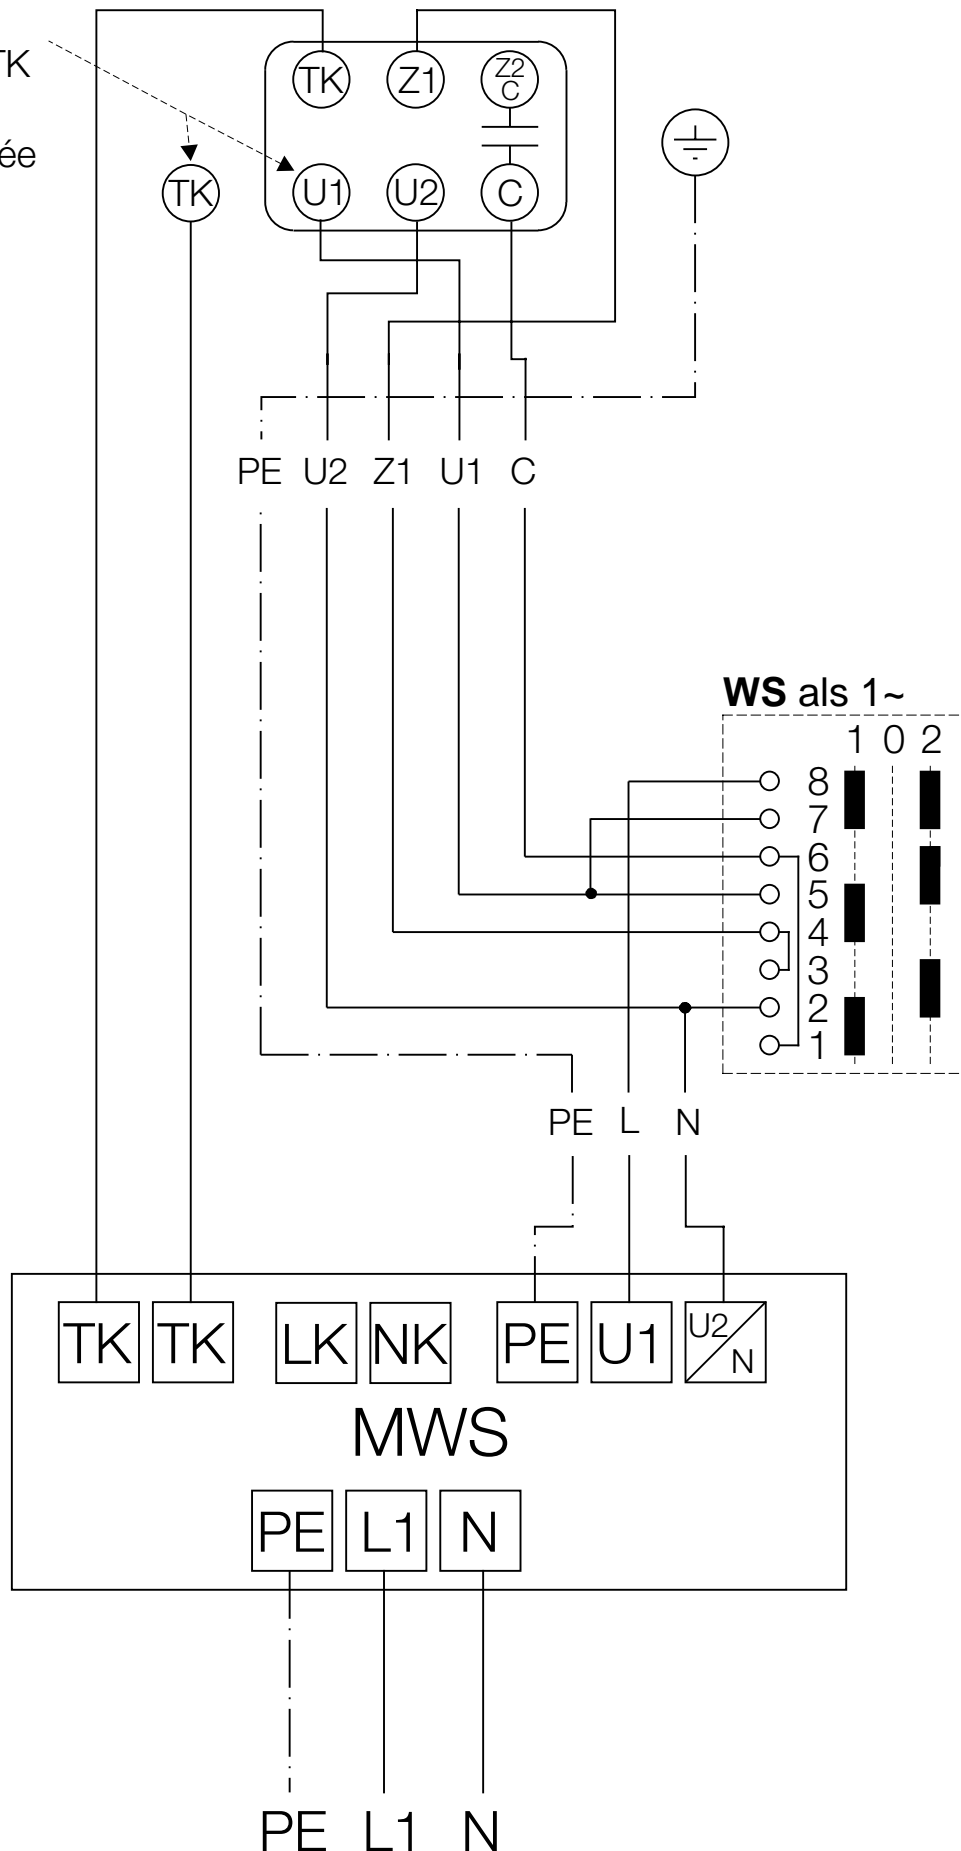 TK
ée
TK Z1 Z2
C
TK U1 U2 C
PE U2 Z1 U1 C
WS als 1~
1 0 2
8
7
6
5
4
3
2
1
PE L N
TK TK LK NK PE U1 U2
N
MWS
PE L1 N
PE L1 N